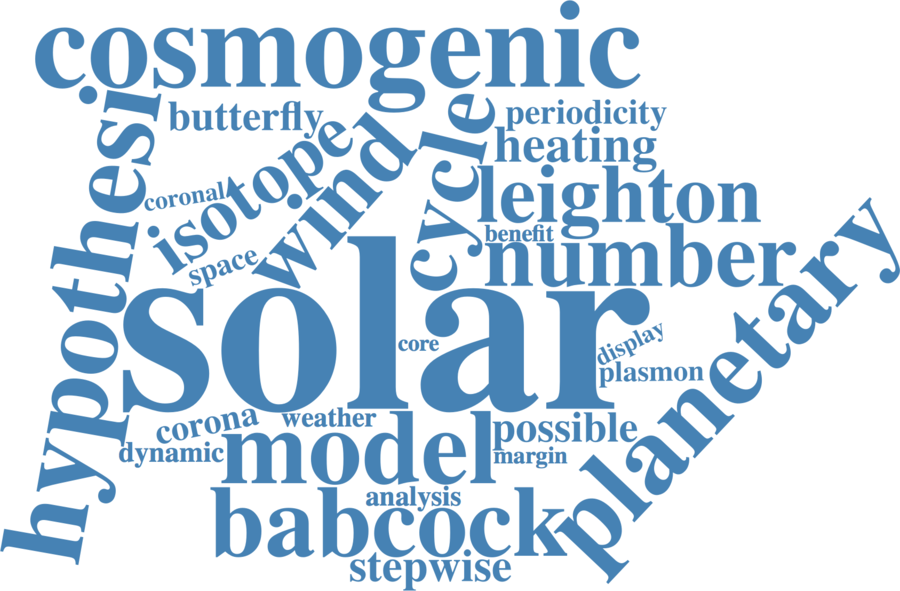 cosmogenic
hypothesi
butterfly
periodicity
cycle
heating
isotope
wind
coronal
leighton
space
benefit
number
planetary
solar
core
display
plasmon
corona
weather
possible
dynamic
model
margin
analysis
babcock
stepwise